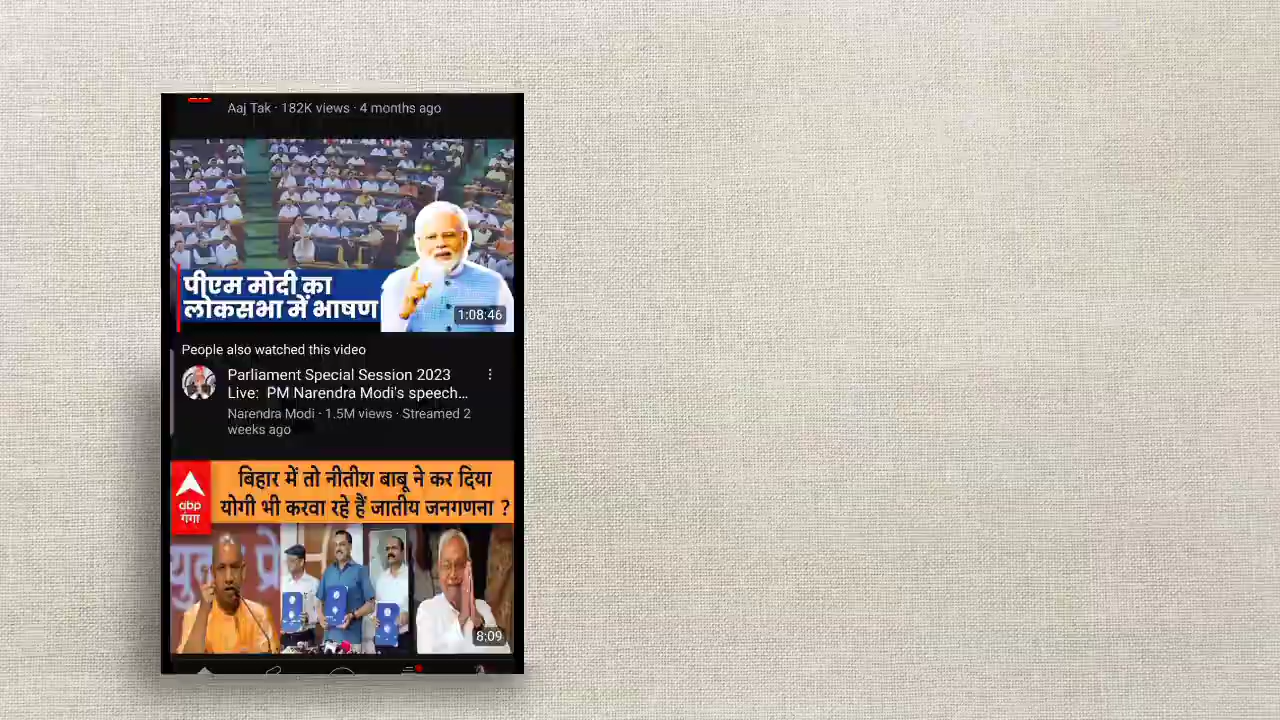 Aaj Tak · 182K views · 4 months ago
पीएम मोदी का
लोकसभा में भाषण
1:08:46
People also watched this video
Parliament Special Session 2023
Live: PM Narendra Modi's speech...
Narendra Modi · 1.5M views · Streamed 2
weeks ago
abp
गंगा
बिहार में तो नीतीश बाबू ने कर दिया
योगी भी करवा रहे हैं जातीय जनगणना ?
8:09